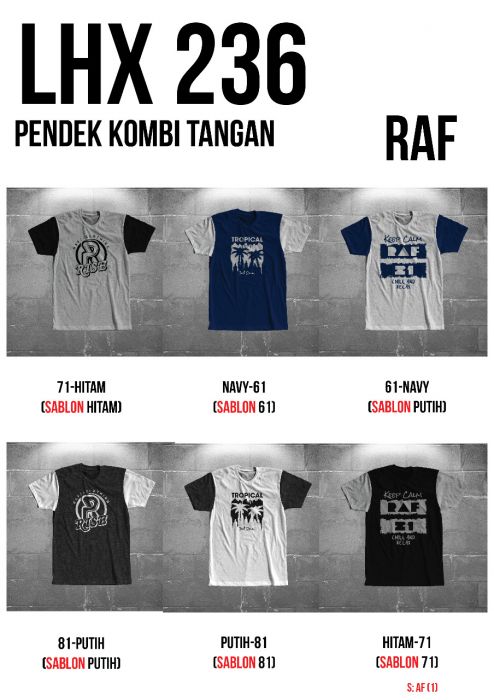 LHX 236
PENDEK KOMBI TANGAN
RAF
RISE
TROPICAL
KEEP CALM
RAF
31
CHILL AND
RELAX
71-HITAM
(SABLON HITAM)
NAVY-61
(SABLON 61)
61-NAVY
(SABLON PUTIH)
RISE
TROPICAL
KEEP CALM
RAF
31
CHILL AND
RELAX
81-PUTIH
(SABLON PUTIH)
PUTIH-81
(SABLON 81)
HITAM-71
(SABLON 71)
S: AF (1)